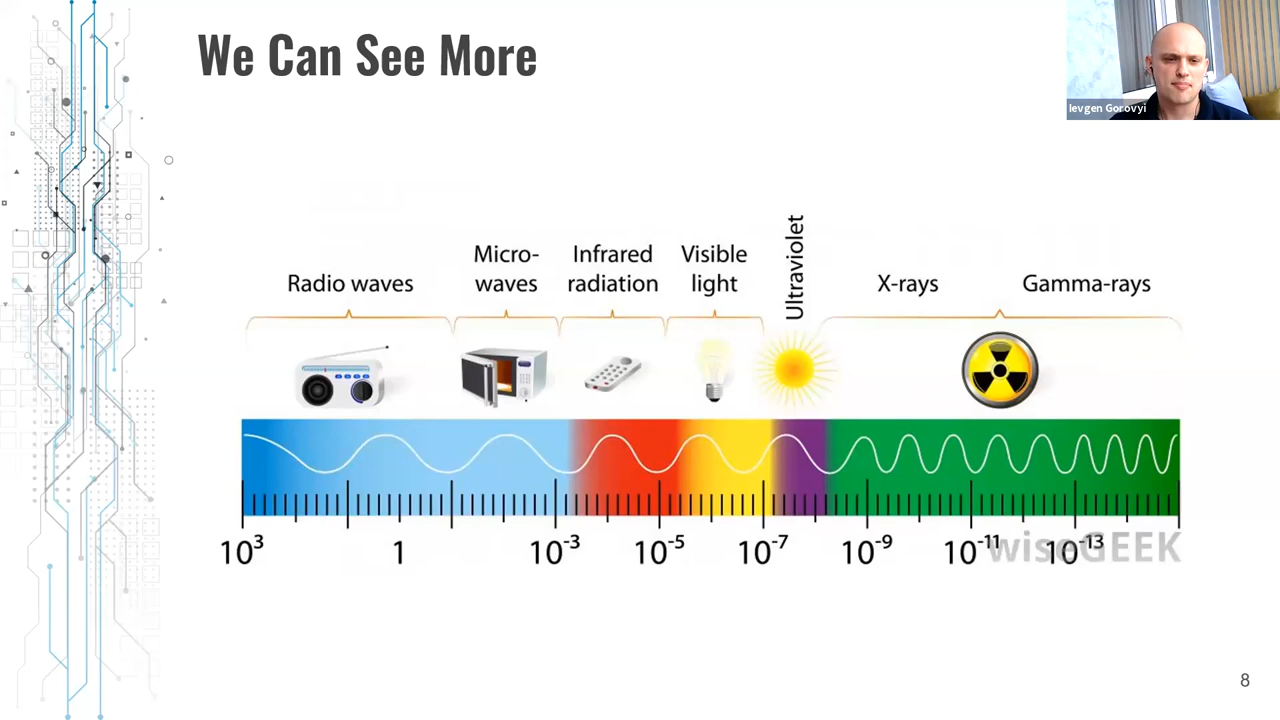 We Can See More
Ievgen Gorovyi
Radio waves
Micro-
waves
Infrared
radiation
Visible
light
Ultraviolet
X-rays
Gamma-rays
10³ 1 10⁻³ 10⁻⁵ 10⁻⁷ 10⁻⁹ 10⁻¹¹ 10⁻¹³
wiseGEEK
8